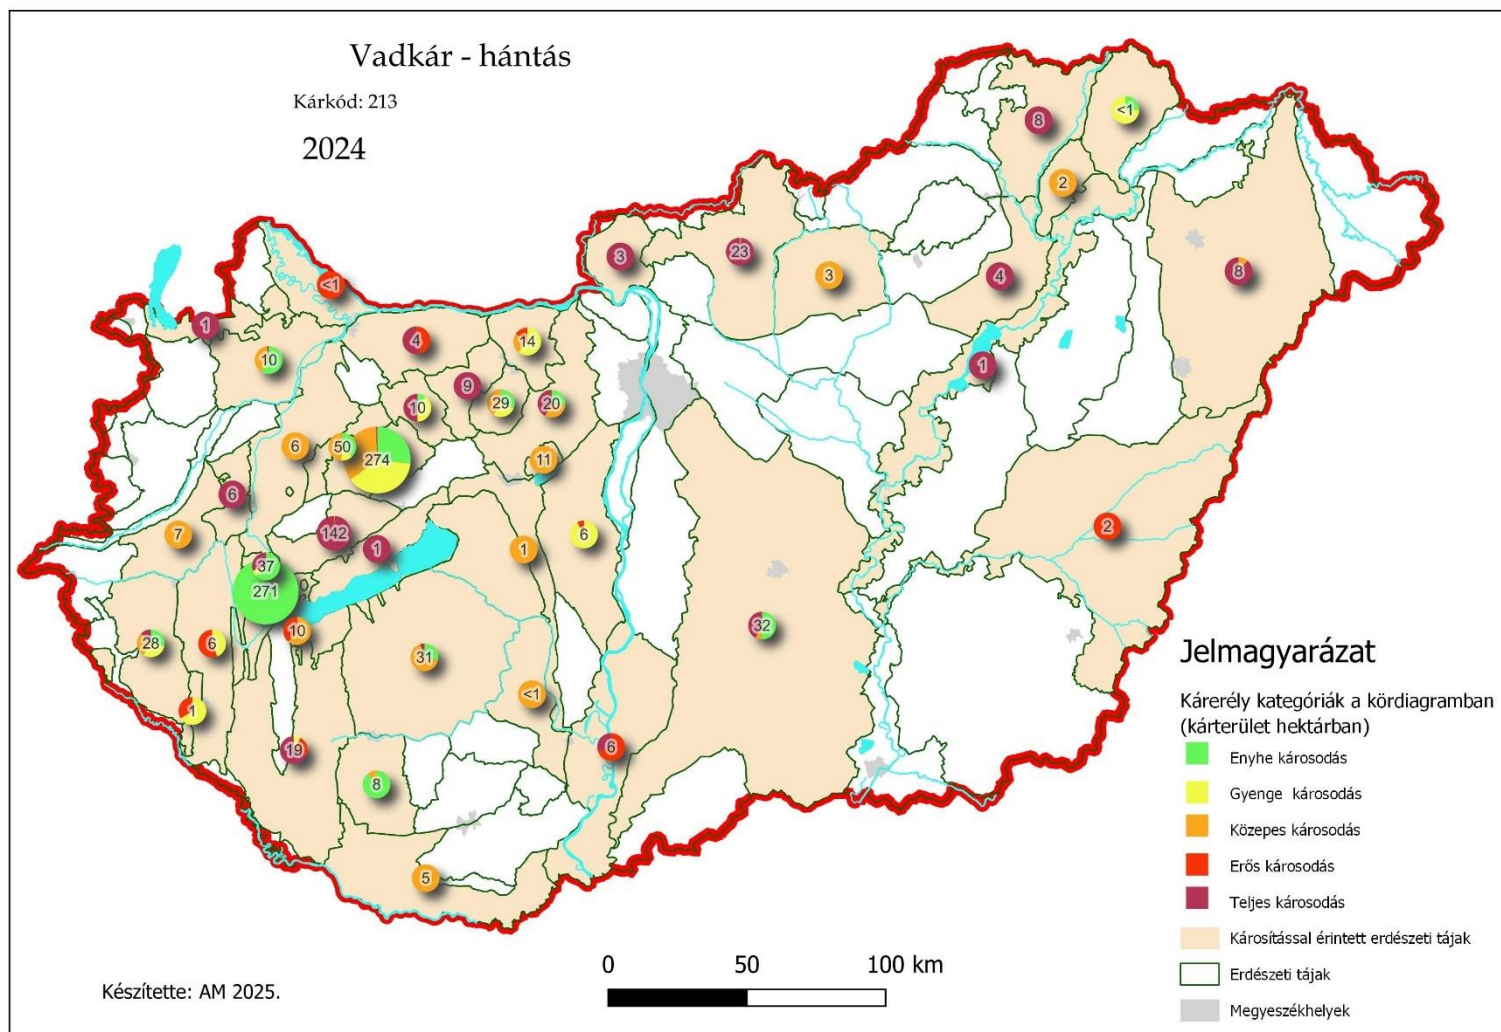 Vadkár - hántás
Kárkód: 213
2024
8
<1
2
3
23
3
4
8
<1
1
10
4
14
1
9
10
29
20
6
50
274
11
6
7
142
1
1
6
2
37
271
28
6
10
31
32
1
<1
19
6
8
5
Jelmagyarázat
Kárerély kategóriák a kördiagramban
(kárterület hektárban)
Enyhe károsodás
Gyenge károsodás
Közepes károsodás
Erős károsodás
Teljes károsodás
Károsítással érintett erdészeti tájak
Erdészeti tájak
Megyeszékhelyek
0 50 100 km
Készítette: AM 2025.